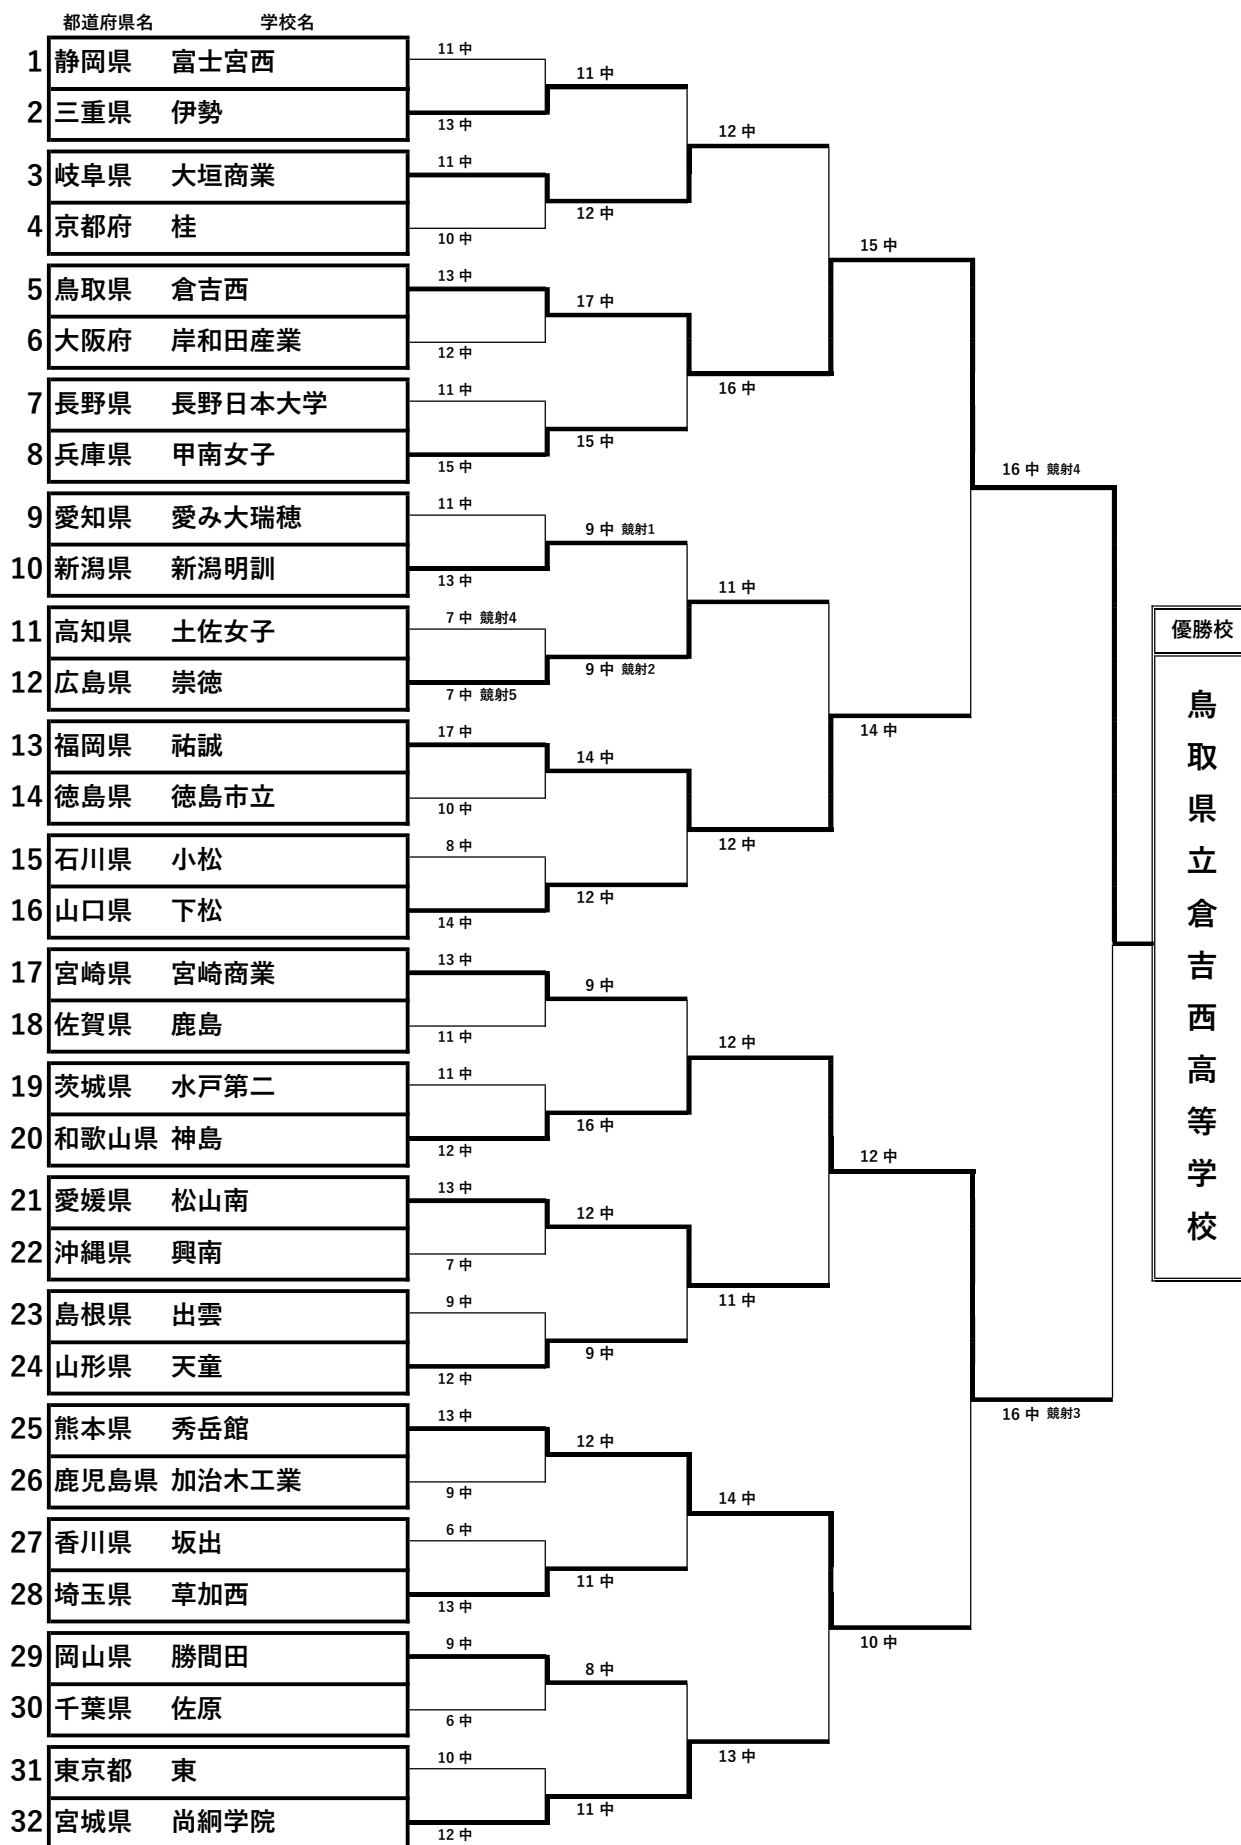 都道府県名 学校名
1 静岡県 富士宮西
2 三重県 伊勢
3 岐阜県 大垣商業
4 京都府 桂
5 鳥取県 倉吉西
6 大阪府 岸和田産業
7 長野県 長野日本大学
8 兵庫県 甲南女子
9 愛知県 愛み大瑞穂
10 新潟県 新潟明訓
11 高知県 土佐女子
12 広島県 崇徳
13 福岡県 祐誠
14 徳島県 徳島市立
15 石川県 小松
16 山口県 下松
17 宮崎県 宮崎商業
18 佐賀県 鹿島
19 茨城県 水戸第二
20 和歌山県 神島
21 愛媛県 松山南
22 沖縄県 興南
23 島根県 出雲
24 山形県 天童
25 熊本県 秀岳館
26 鹿児島県 加治木工業
27 香川県 坂出
28 埼玉県 草加西
29 岡山県 勝間田
30 千葉県 佐原
31 東京都 東
32 宮城県 尚絅学院
11 中
13 中
11 中
10 中
13 中
12 中
11 中
15 中
11 中
13 中
7 中 競射4
7 中 競射5
17 中
10 中
8 中
14 中
13 中
11 中
11 中
12 中
13 中
7 中
9 中
12 中
13 中
9 中
6 中
13 中
9 中
6 中
10 中
12 中
11 中
12 中
17 中
15 中
9 中 競射1
9 中 競射2
14 中
12 中
9 中
16 中
12 中
9 中
12 中
11 中
8 中
11 中
12 中
16 中
11 中
12 中
12 中
11 中
14 中
13 中
15 中
14 中
12 中
10 中
16 中 競射4
16 中 競射3
優勝校
鳥取県立倉吉西高等学校